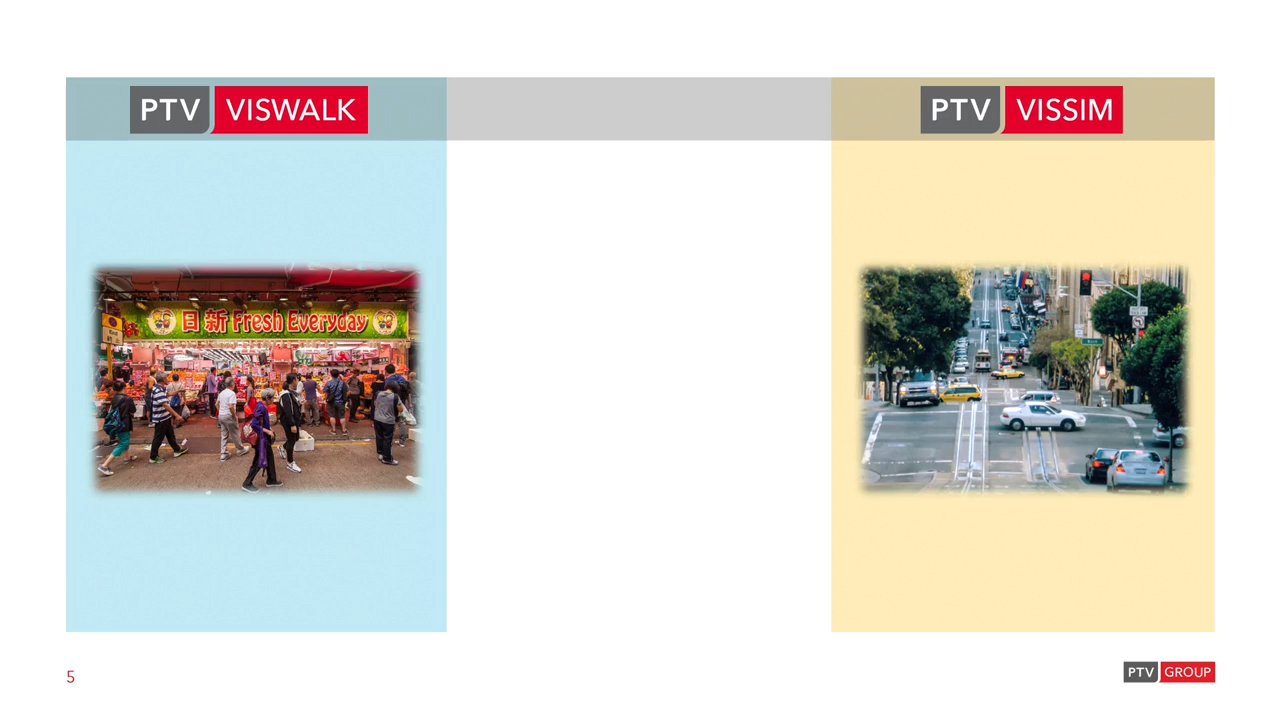 PTV VISWALK
PTV VISSIM
日新 Fresh Everyday
5
PTV GROUP